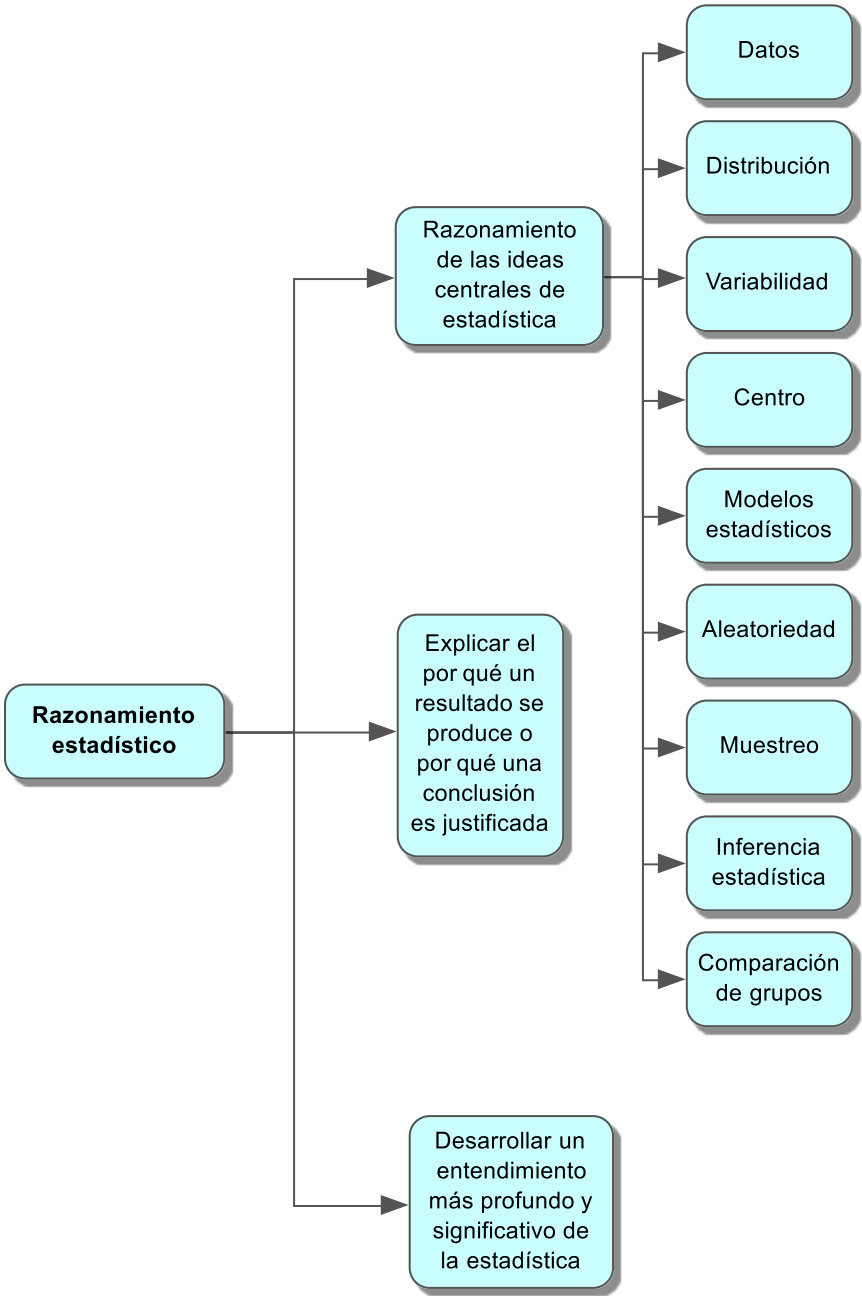 Razonamiento
estadístico
Razonamiento
de las ideas
centrales de
estadística
Datos
Distribución
Variabilidad
Centro
Modelos
estadísticos
Aleatoriedad
Muestreo
Inferencia
estadística
Comparación
de grupos
Explicar el
por qué un
resultado se
produce o
por qué una
conclusión
es justificada
Desarrollar un
entendimiento
más profundo y
significativo de
la estadística